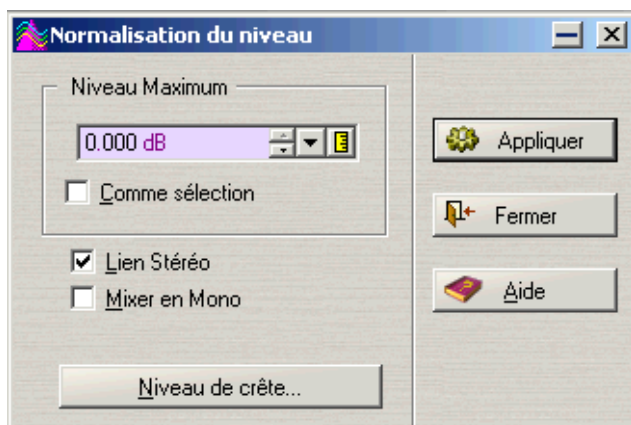 Normalisation du niveau
Niveau Maximum
0.000 dB
Comme sélection
Lien Stéréo
Mixer en Mono
Niveau de crête...
Appliquer
Fermer
Aide